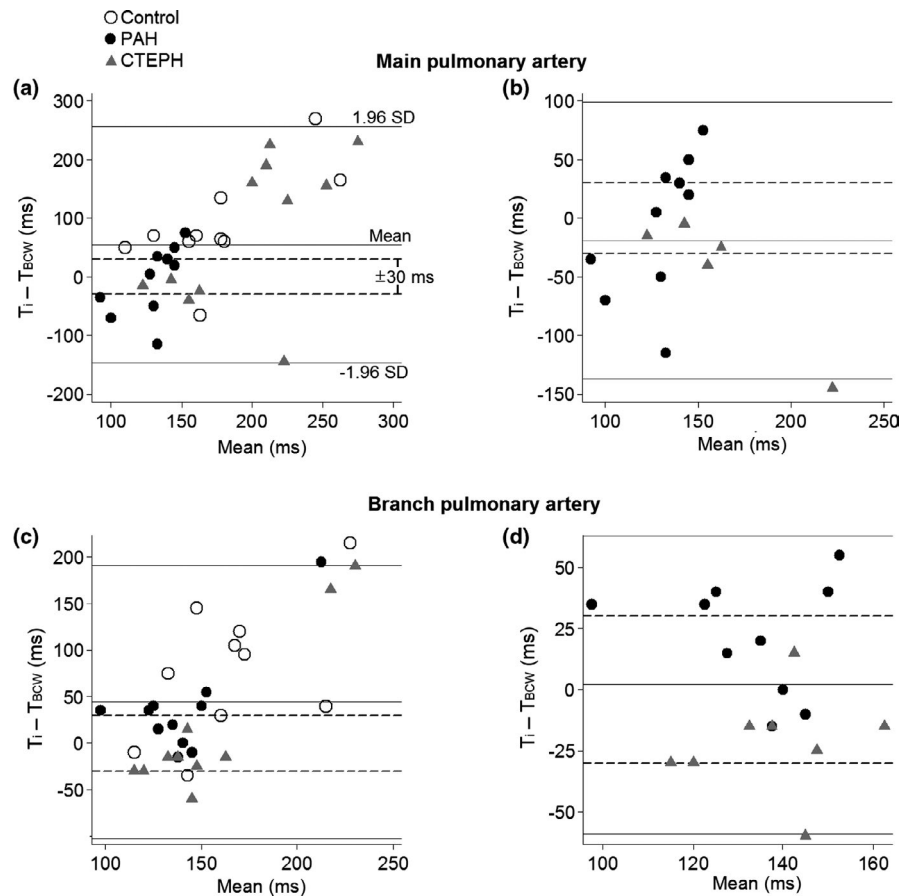 Control
PAH
CTEPH
Main pulmonary artery
(a)
300
200
100
0
-100
-200
Ti – TBCW (ms)
1.96 SD
Mean
±30 ms
-1.96 SD
100 150 200 250 300
Mean (ms)
(b)
100
50
0
-50
-100
-150
Ti – TBCW (ms)
100 150 200 250
Mean (ms)
Branch pulmonary artery
(c)
200
150
100
50
0
-50
Ti – TBCW (ms)
100 150 200 250
Mean (ms)
(d)
50
25
0
-25
-50
Ti – TBCW (ms)
100 120 140 160
Mean (ms)